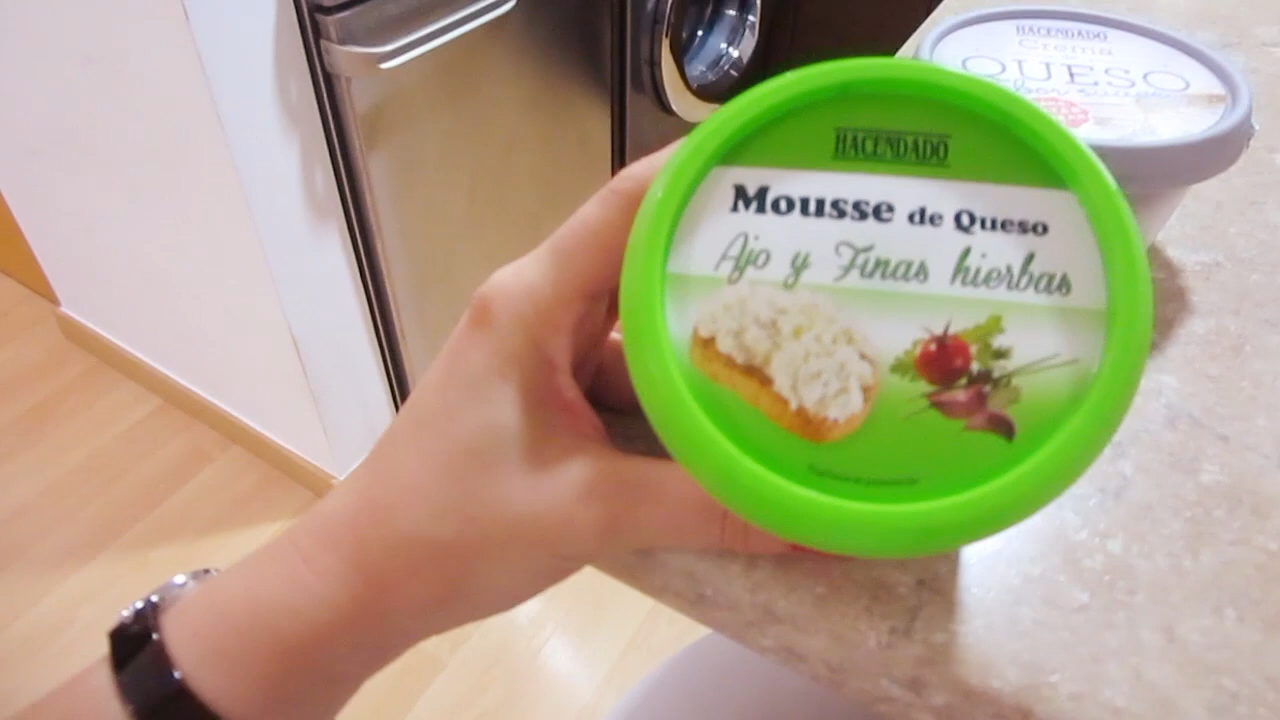 HACENDADO
Mousse de Queso
Ajo y Finas hierbas
HACENDADO
Crema
QUESO